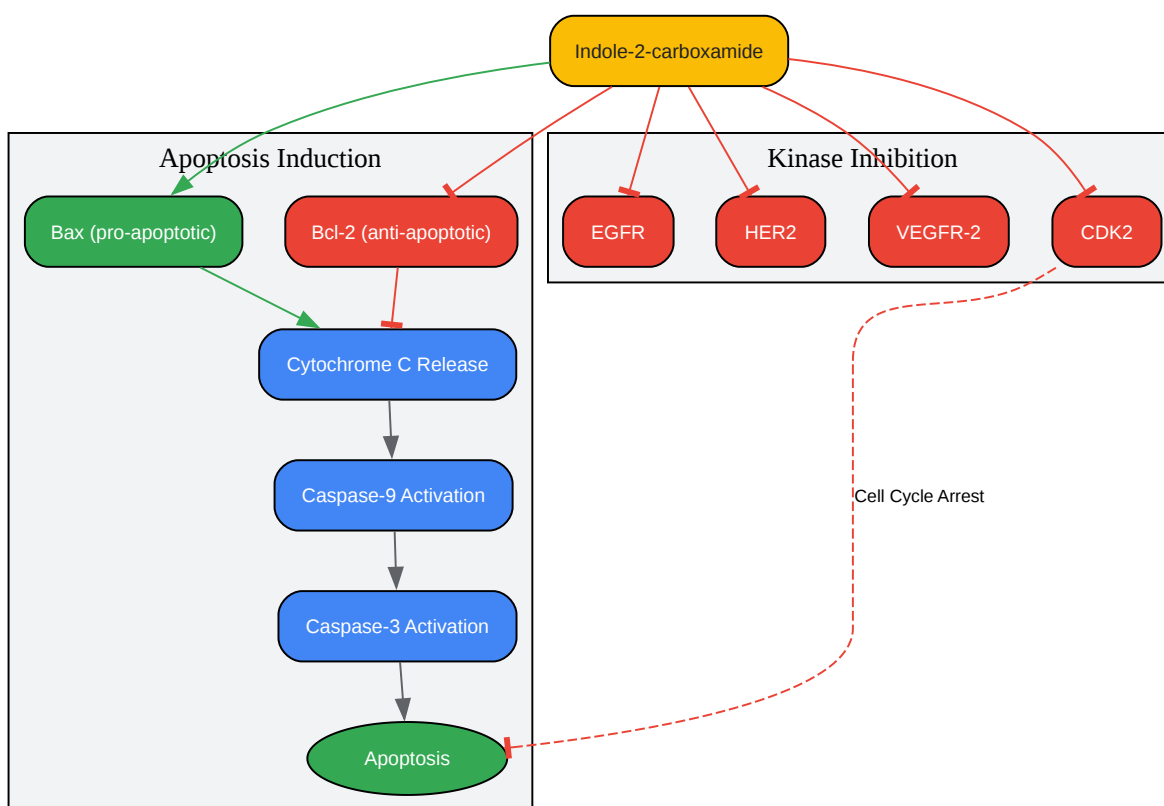 Indole-2-carboxamide
Apoptosis Induction
Kinase Inhibition
Bax (pro-apoptotic)
Bcl-2 (anti-apoptotic)
EGFR
HER2
VEGFR-2
CDK2
Cytochrome C Release
Caspase-9 Activation
Cell Cycle Arrest
Caspase-3 Activation
Apoptosis